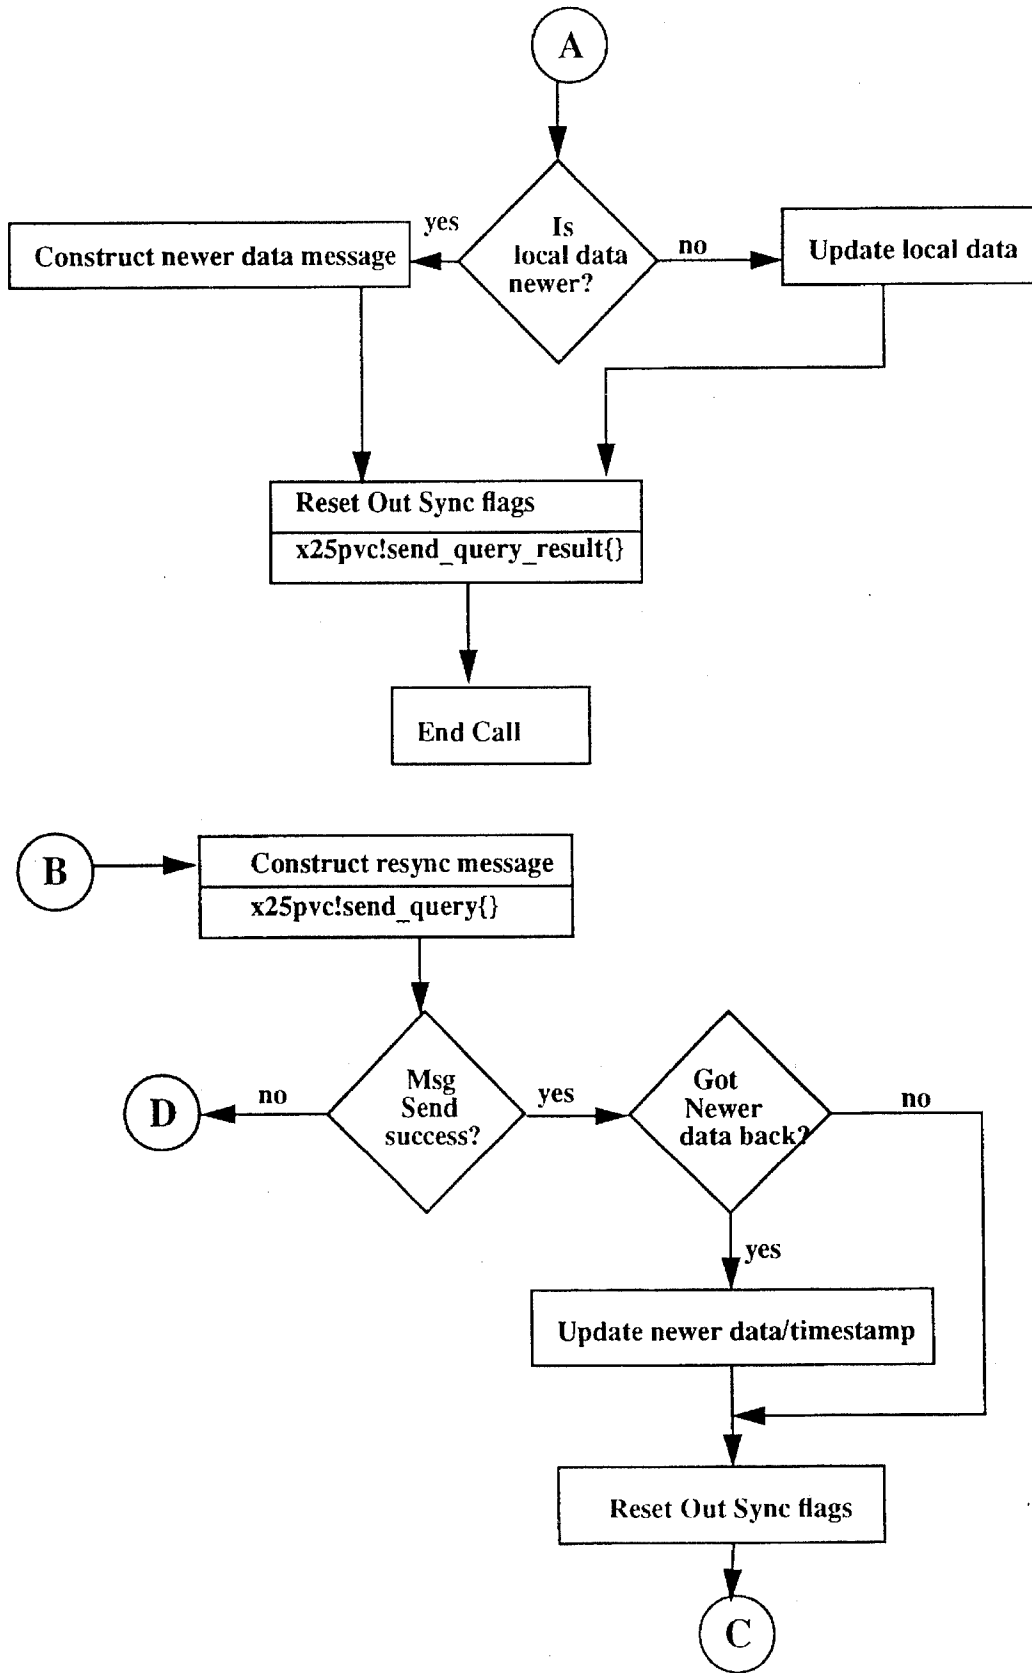 A
Is
local data
newer?
yes
no
Construct newer data message
Update local data
Reset Out Sync flags
x25pvc!send_query_result{}
End Call
B
Construct resync message
x25pvc!send_query{}
Msg
Send
success?
no
D
yes
Got
Newer
data back?
no
yes
Update newer data/timestamp
Reset Out Sync flags
C